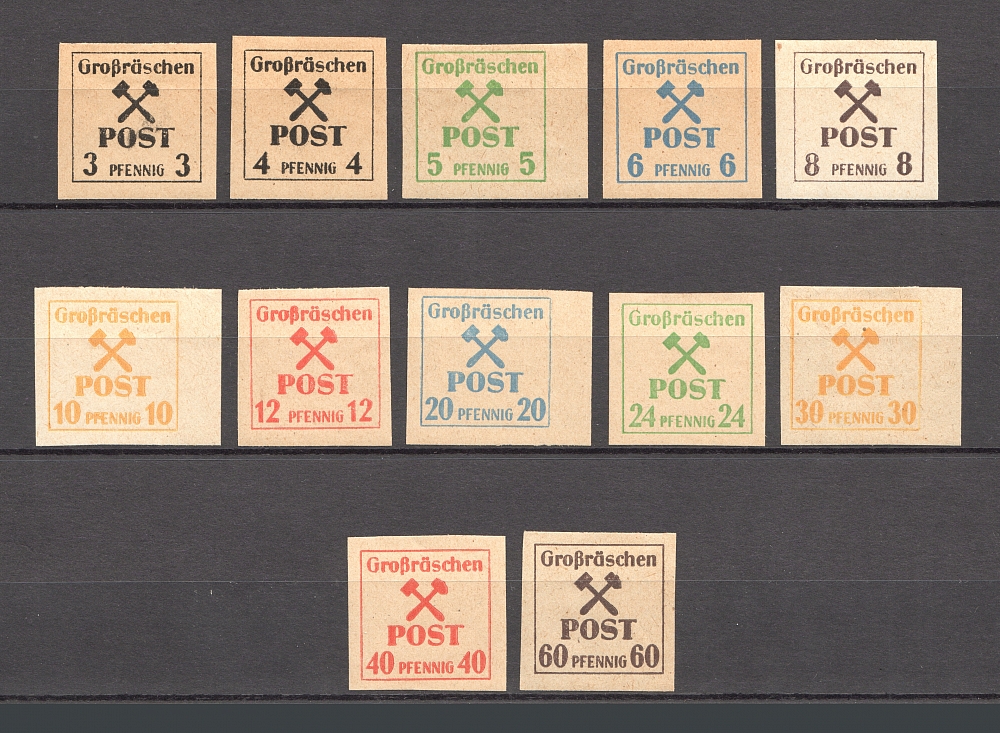 Großräschen
POST
3 PFENNIG 3
Großräschen
POST
4 PFENNIG 4
Großräschen
POST
5 PFENNIG 5
Großräschen
POST
6 PFENNIG 6
Großräschen
POST
8 PFENNIG 8
Großräschen
POST
10 PFENNIG 10
Großräschen
POST
12 PFENNIG 12
Großräschen
POST
20 PFENNIG 20
Großräschen
POST
24 PFENNIG 24
Großräschen
POST
30 PFENNIG 30
Großräschen
POST
40 PFENNIG 40
Großräschen
POST
60 PFENNIG 60